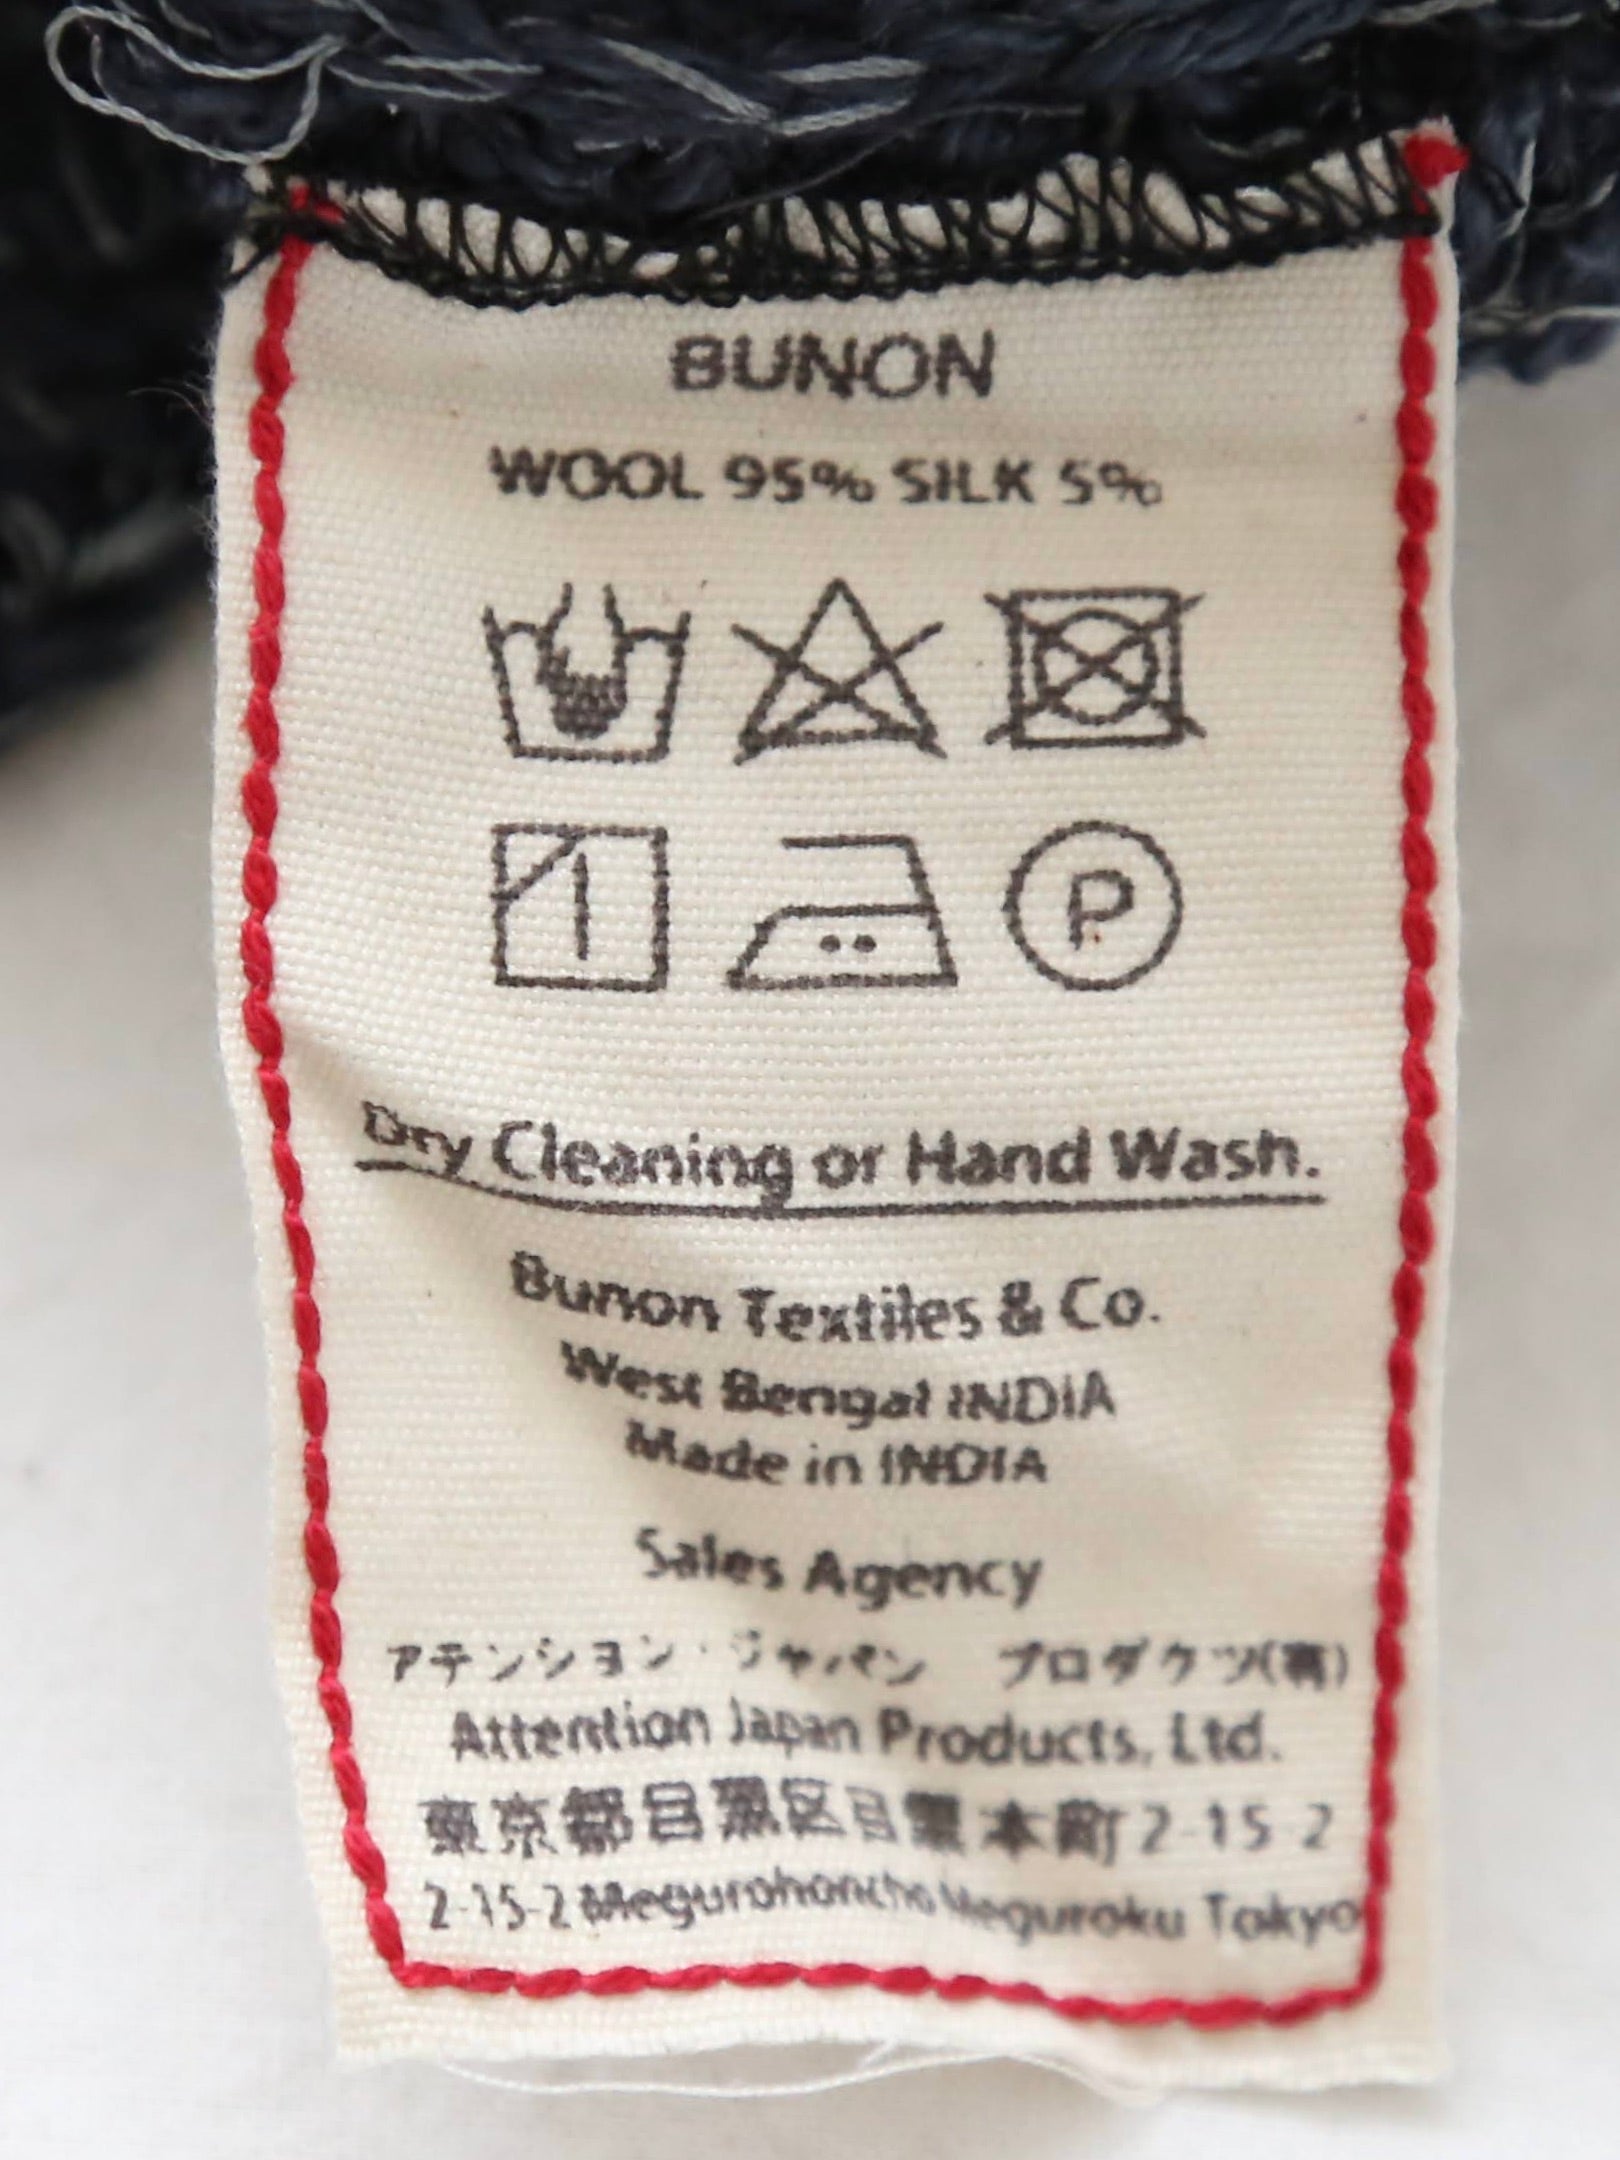 BUNON
WOOL 95% SILK 5%
P
Dry Cleaning or Hand Wash.
Bunon Textiles & Co.
West Bengal INDIA
Made in INDIA
Sales Agency
アテンション・ジャパン プロダクツ(有)
Attention Japan Products, Ltd.
東京都目黒区目黒本町2-15-2
2-15-2 Megurohoncho Meguroku Tokyo